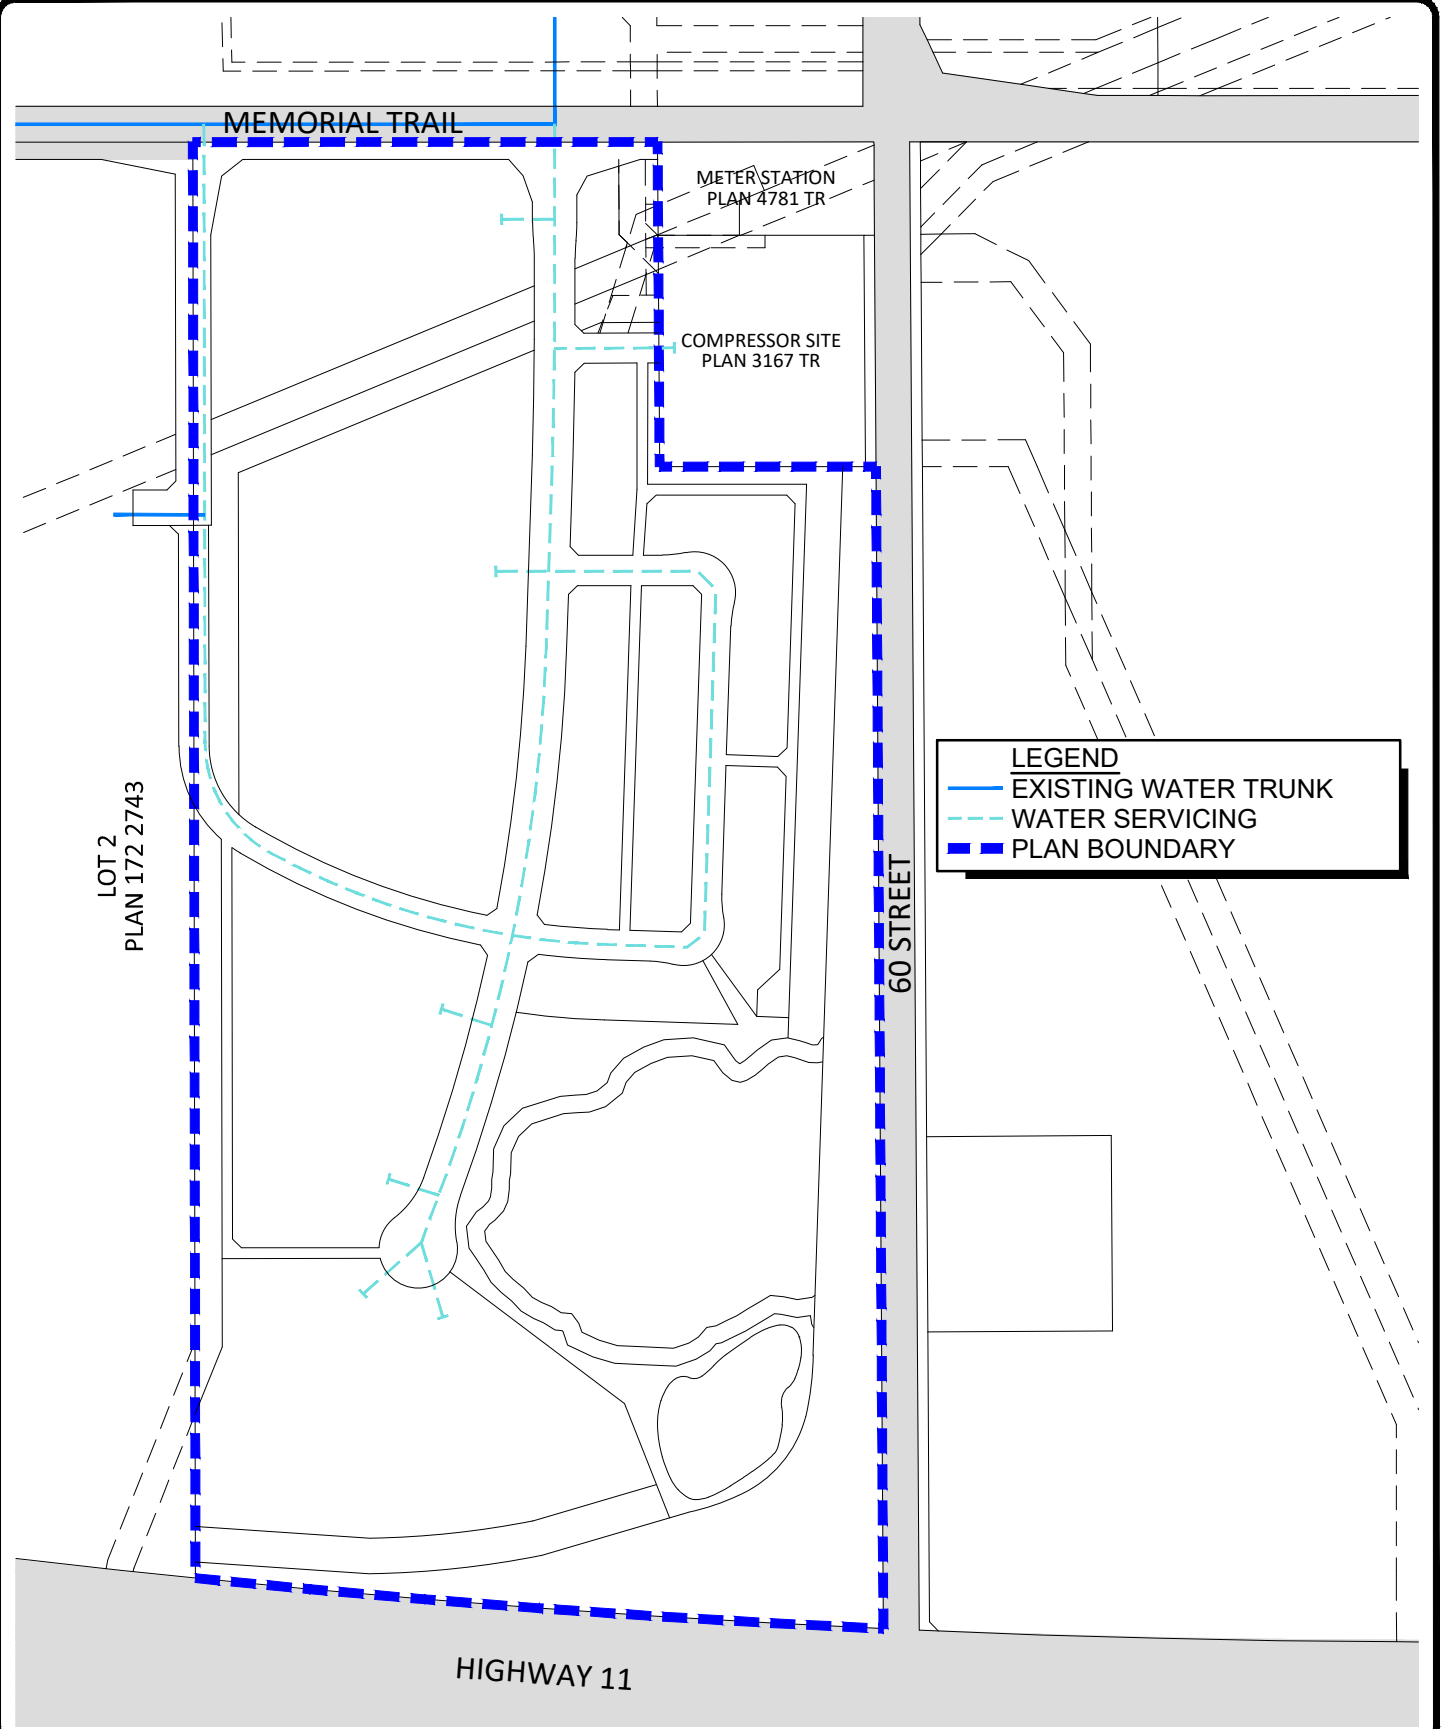 MEMORIAL TRAIL
METER STATION
PLAN 4781 TR
COMPRESSOR SITE
PLAN 3167 TR
LOT 2
PLAN 172 2743
60 STREET
LEGEND
EXISTING WATER TRUNK
WATER SERVICING
PLAN BOUNDARY
HIGHWAY 11